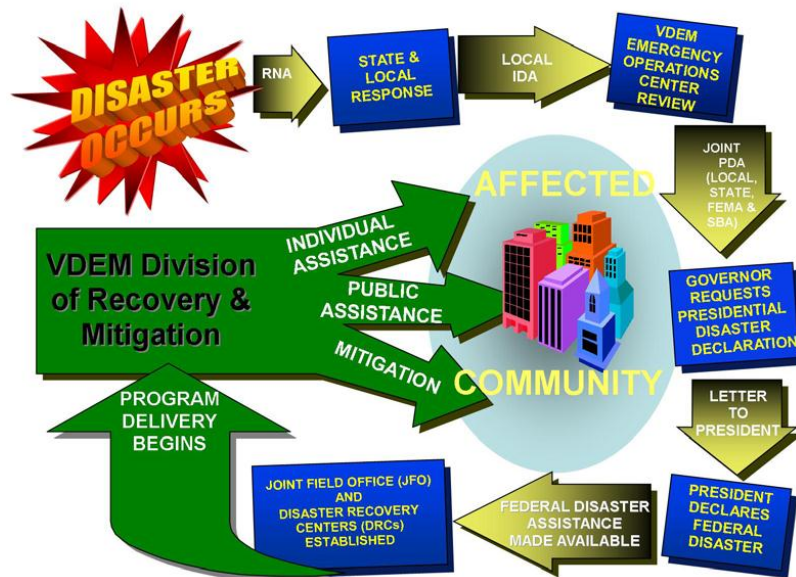 DISASTER
OCCURS
RNA
STATE &
LOCAL
RESPONSE
LOCAL
IDA
VDEM
EMERGENCY
OPERATIONS
CENTER
REVIEW
JOINT
PDA
(LOCAL,
STATE,
FEMA &
SBA)
GOVERNOR
REQUESTS
PRESIDENTIAL
DISASTER
DECLARATION
LETTER
TO
PRESIDENT
PRESIDENT
DECLARES
FEDERAL
DISASTER
FEDERAL DISASTER
ASSISTANCE
MADE AVAILABLE
JOINT FIELD OFFICE (JFO)
AND
DISASTER RECOVERY
CENTERS (DRCs)
ESTABLISHED
PROGRAM
DELIVERY
BEGINS
VDEM Division
of Recovery &
Mitigation
INDIVIDUAL
ASSISTANCE
PUBLIC
ASSISTANCE
MITIGATION
AFFECTED
COMMUNITY